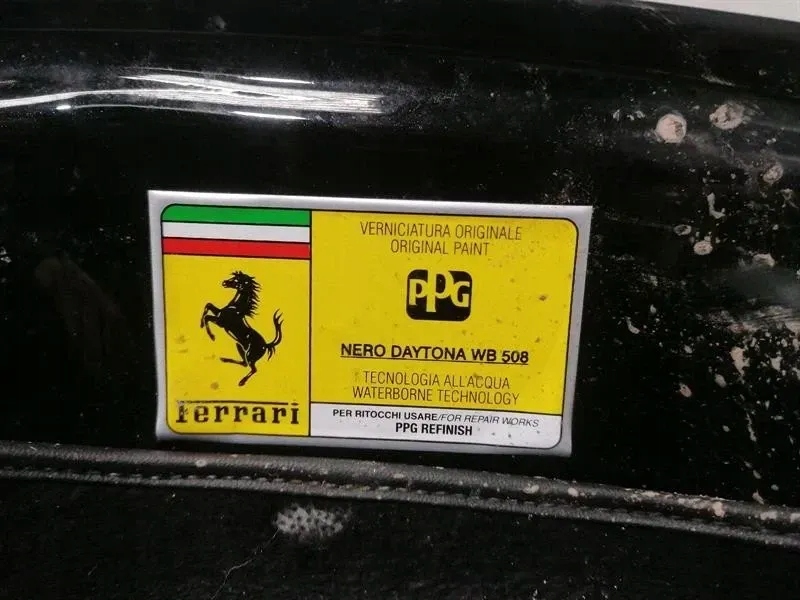 Ferrari
VERNICIATURA ORIGINALE
ORIGINAL PAINT
PPG
NERO DAYTONA WB 508
TECNOLOGIA ALL'ACQUA
WATERBORNE TECHNOLOGY
PER RITOCCHI USARE/FOR REPAIR WORKS
PPG REFINISH